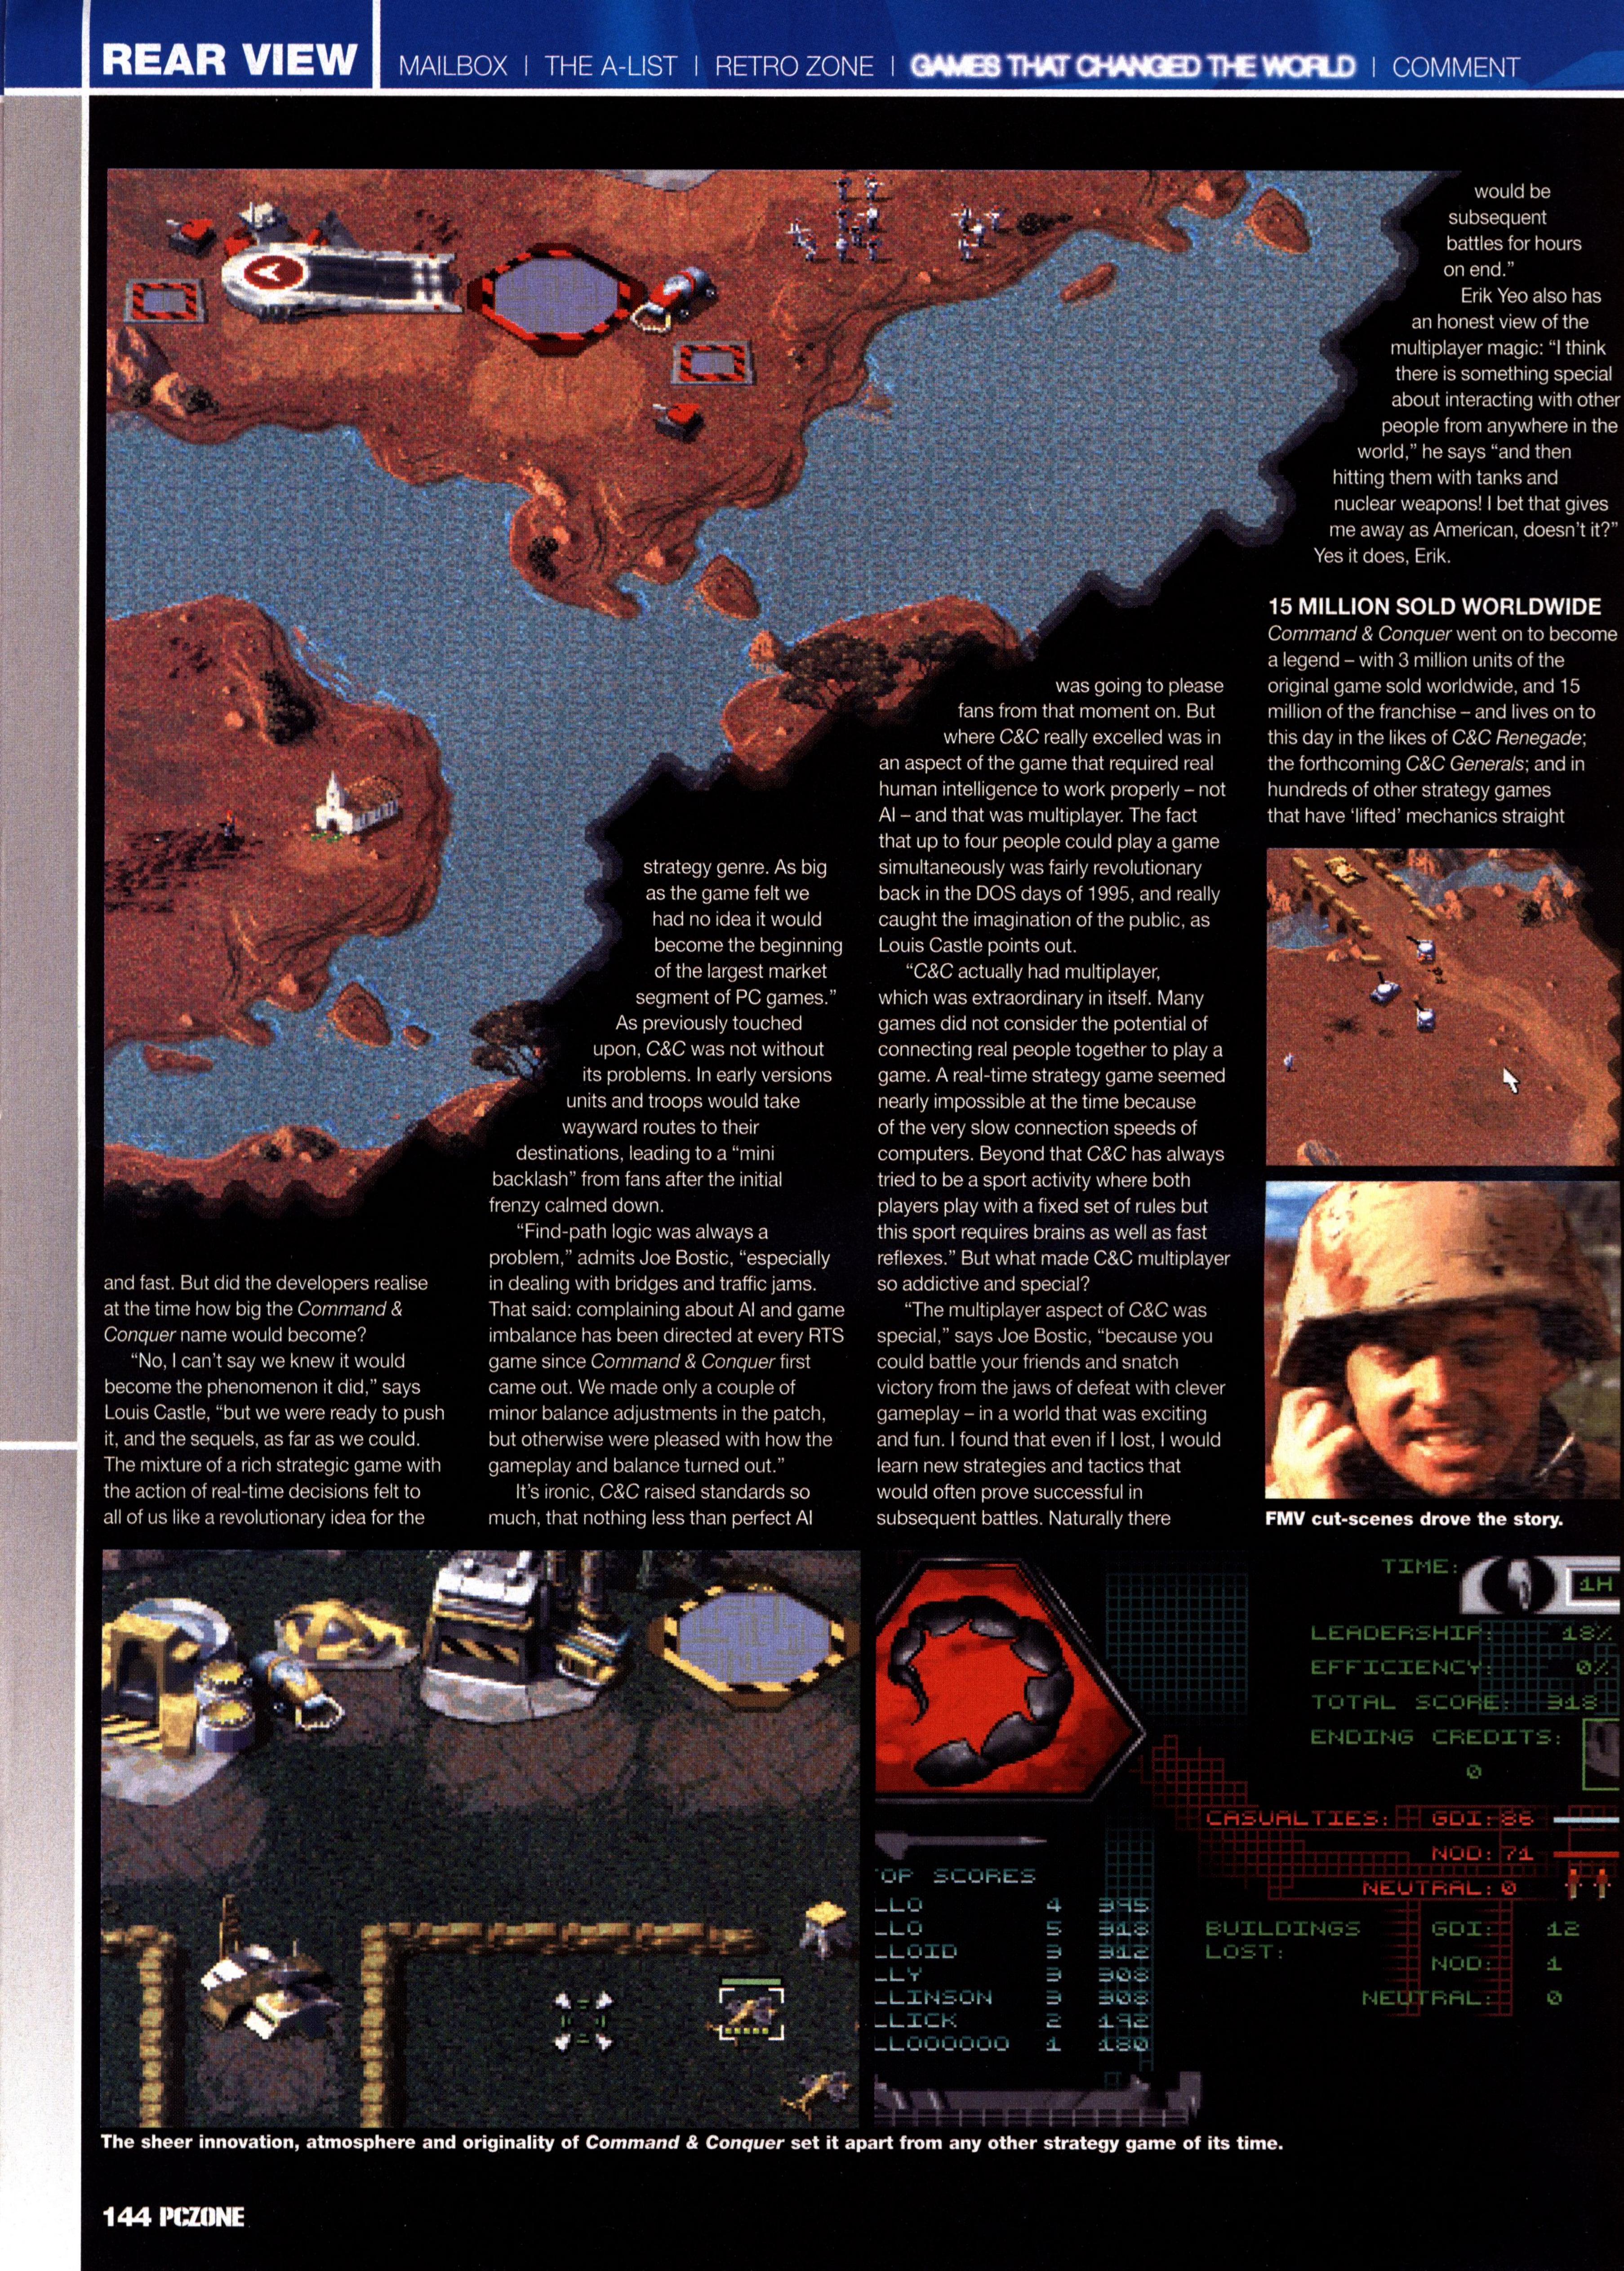 REAR VIEW
MAILBOX | THE A-LIST | RETRO ZONE | GAMES THAT CHANGED THE WORLD | COMMENT
and fast. But did the developers realise
at the time how big the Command &
Conquer name would become?
“No, I can’t say we knew it would
become the phenomenon it did,” says
Louis Castle, “but we were ready to push
it, and the sequels, as far as we could.
The mixture of a rich strategic game with
the action of real-time decisions felt to
all of us like a revolutionary idea for the
strategy genre. As big
as the game felt we
had no idea it would
become the beginning
of the largest market
segment of PC games.”
As previously touched
upon, C&C was not without
its problems. In early versions
units and troops would take
wayward routes to their
destinations, leading to a “mini
backlash” from fans after the initial
frenzy calmed down.
“Find-path logic was always a
problem,” admits Joe Bostic, “especially
in dealing with bridges and traffic jams.
That said: complaining about AI and game
imbalance has been directed at every RTS
game since Command & Conquer first
came out. We made only a couple of
minor balance adjustments in the patch,
but otherwise were pleased with how the
gameplay and balance turned out.”
It’s ironic, C&C raised standards so
much, that nothing less than perfect AI
was going to please
fans from that moment on. But
where C&C really excelled was in
an aspect of the game that required real
human intelligence to work properly – not
AI – and that was multiplayer. The fact
that up to four people could play a game
simultaneously was fairly revolutionary
back in the DOS days of 1995, and really
caught the imagination of the public, as
Louis Castle points out.
“C&C actually had multiplayer,
which was extraordinary in itself. Many
games did not consider the potential of
connecting real people together to play a
game. A real-time strategy game seemed
nearly impossible at the time because
of the very slow connection speeds of
computers. Beyond that C&C has always
tried to be a sport activity where both
players play with a fixed set of rules but
this sport requires brains as well as fast
reflexes.” But what made C&C multiplayer
so addictive and special?
“The multiplayer aspect of C&C was
special,” says Joe Bostic, “because you
could battle your friends and snatch
victory from the jaws of defeat with clever
gameplay – in a world that was exciting
and fun. I found that even if I lost, I would
learn new strategies and tactics that
would often prove successful in
subsequent battles. Naturally there
would be
subsequent
battles for hours
on end.”
Erik Yeo also has
an honest view of the
multiplayer magic: “I think
there is something special
about interacting with other
people from anywhere in the
world,” he says “and then
hitting them with tanks and
nuclear weapons! I bet that gives
me away as American, doesn’t it?”
Yes it does, Erik.
15 MILLION SOLD WORLDWIDE
Command & Conquer went on to become
a legend – with 3 million units of the
original game sold worldwide, and 15
million of the franchise – and lives on to
this day in the likes of C&C Renegade;
the forthcoming C&C Generals; and in
hundreds of other strategy games
that have ‘lifted’ mechanics straight
FMV cut-scenes drove the story.
TIME: 1H
LEADERSHIP: 18%
EFFICIENCY: 0%
TOTAL SCORE: 318
ENDING CREDITS:
0
CASUALTIES: GDI: 86
NOD: 71
NEUTRAL: 0
BUILDINGS LOST: GDI: 12
NOD: 1
NEUTRAL: 0
OP SCORES
LLO 4 395
LLO 5 318
LLOID 3 312
LLY 3 308
LLINSON 3 308
LLICK 2 192
LLOOOOOO 1 180
The sheer innovation, atmosphere and originality of Command & Conquer set it apart from any other strategy game of its time.
144 PCZONE